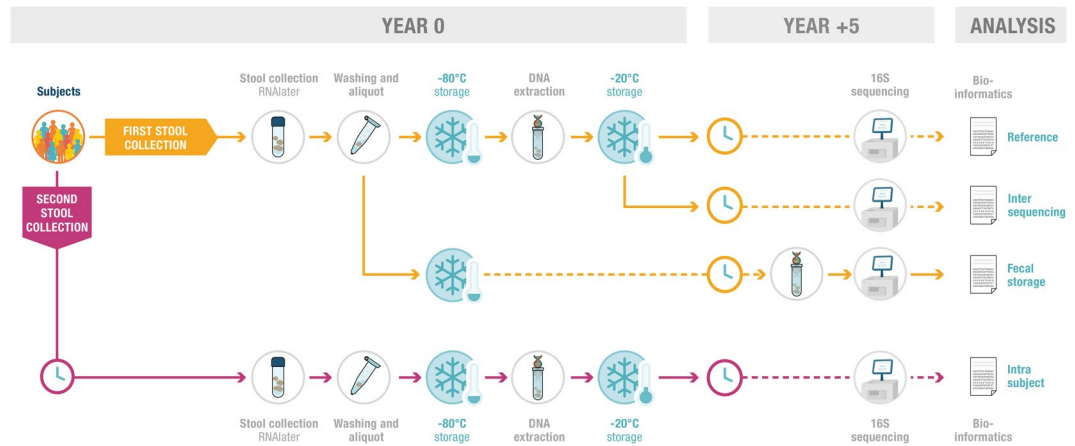 YEAR 0
YEAR +5
ANALYSIS
Subjects
Stool collection
RNAlater
Washing and
aliquot
-80°C
storage
DNA
extraction
-20°C
storage
16S
sequencing
Bio-
informatics
FIRST STOOL
COLLECTION
Reference
SECOND
STOOL
COLLECTION
Inter
sequencing
Fecal
storage
Intra
subject
Stool collection
RNAlater
Washing and
aliquot
-80°C
storage
DNA
extraction
-20°C
storage
16S
sequencing
Bio-
informatics